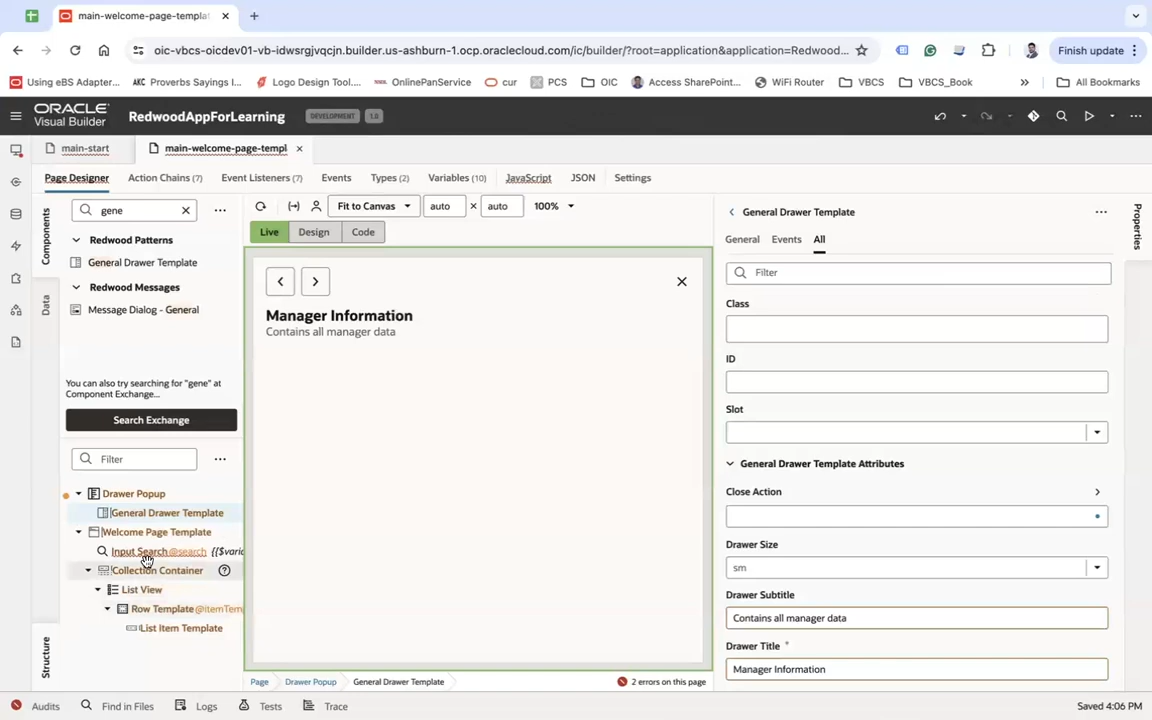 main-welcome-page-templat
oic-vbcs-oicdev01-vb-idwsrgjvqcjn.builder.us-ashburn-1.ocp.oraclecloud.com/ic/builder/?root=application&application=Redwood...
Finish update
Using eBS Adapter...
AKC Proverbs Sayings I...
Logo Design Tool....
OnlinePanService
cur
PCS
OIC
Access SharePoint...
WiFi Router
VBCS
VBCS_Book
All Bookmarks
ORACLE
Visual Builder
RedwoodAppForLearning
DEVELOPMENT
1.0
main-start
main-welcome-page-templ
Page Designer
Action Chains (7)
Event Listeners (7)
Events
Types (2)
Variables (10)
JavaScript
JSON
Settings
Components
Data
Structure
gene
Redwood Patterns
General Drawer Template
Redwood Messages
Message Dialog - General
You can also try searching for "gene" at
Component Exchange...
Search Exchange
Filter
Drawer Popup
General Drawer Template
Welcome Page Template
Input Search @search {{$varia
Collection Container
List View
Row Template @itemTemp
List Item Template
Fit to Canvas
auto
×
auto
100%
Live
Design
Code
Manager Information
Contains all manager data
Page
Drawer Popup
General Drawer Template
2 errors on this page
General Drawer Template
General
Events
All
Filter
Class
ID
Slot
General Drawer Template Attributes
Close Action
Drawer Size
sm
Drawer Subtitle
Contains all manager data
Drawer Title *
Manager Information
Properties
Audits
Find in Files
Logs
Tests
Trace
Saved 4:06 PM